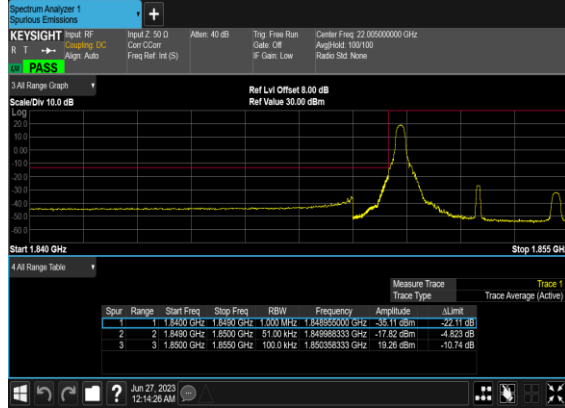 Spectrum Analyzer 1
Spurious Emissions
+
KEYSIGHT Input: RF Input Z: 50 Ω Atten: 40 dB Trig: Free Run Center Freq: 22.005000000 GHz
R T Coupling: DC Corr CCorr Gate: Off Avg|Hold: 100/100
Align: Auto Freq Ref: Int (S) IF Gain: Low Radio Std: None
PASS
3 All Range Graph
Ref Lvl Offset 8.00 dB
Scale/Div 10.0 dB Ref Value 30.00 dBm
Log
20.0
10.0
0.00
-10.0
-20.0
-30.0
-40.0
-50.0
-60.0
Start 1.840 GHz Stop 1.855 GH
4 All Range Table
Measure Trace Trace 1
Trace Type Trace Average (Active)
Spur Range Start Freq Stop Freq RBW Frequency Amplitude ΔLimit
1 1 1.8400 GHz 1.8490 GHz 1.000 MHz 1.848955000 GHz -35.11 dBm -22.11 dB
2 2 1.8490 GHz 1.8500 GHz 51.00 kHz 1.849988333 GHz -17.82 dBm -4.823 dB
3 3 1.8500 GHz 1.8550 GHz 100.0 kHz 1.850358333 GHz 19.26 dBm -10.74 dB
? Jun 27, 2023
12:14:26 AM